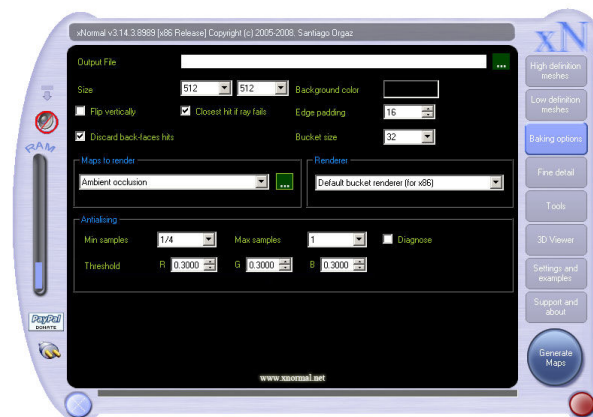 xNormal v3.14.3.8989 [x86 Release] Copyright (c) 2005-2008. Santiago Orgaz
xN
Output File
...
Size 512 512 Background color
Flip vertically Closest hit if ray fails Edge padding 16
Discard back-faces hits Bucket size 32
Maps to render
Ambient occlusion ...
Renderer
Default bucket renderer (for x86)
Antialising
Min samples 1/4 Max samples 1 Diagnose
Threshold R 0.3000 G 0.3000 B 0.3000
www.xnormal.net
RAM
PayPal
DONATE
High definition
meshes
Low definition
meshes
Baking options
Fine detail
Tools
3D Viewer
Settings and
examples
Support and
about
Generate
Maps